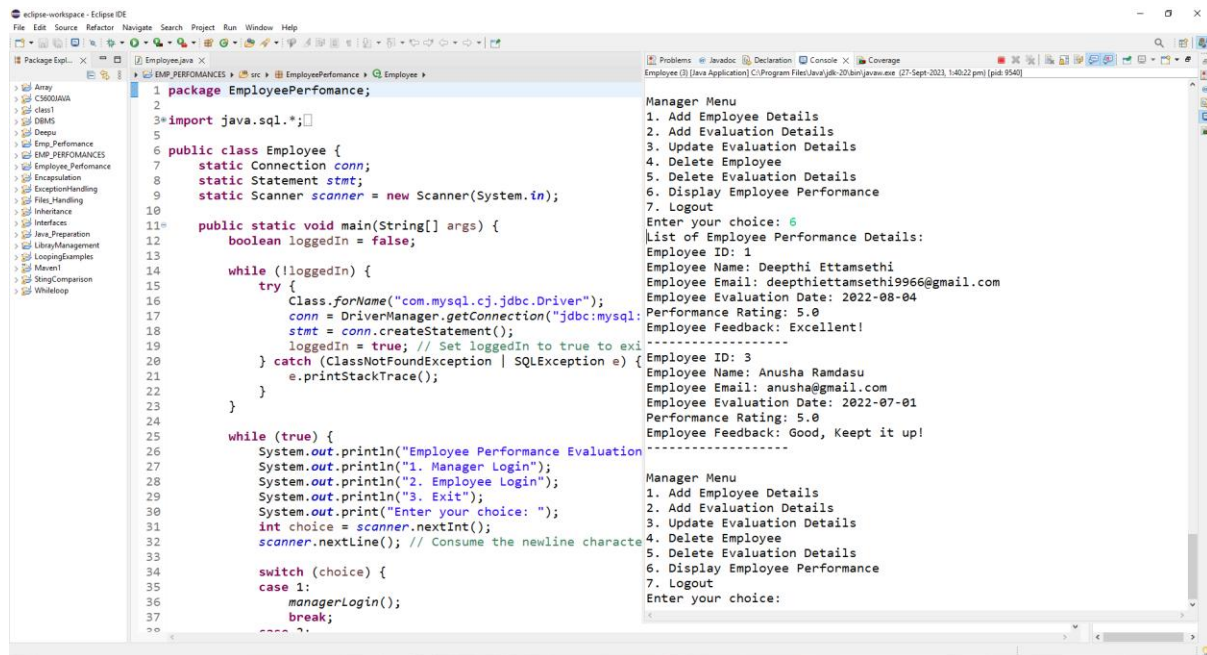 eclipse-workspace - Eclipse IDE
File Edit Source Refactor Navigate Search Project Run Window Help
Package Expl...
Array
C5600JAVA
class1
DBMS
Deepu
Emp_Perfomance
EMP_PERFOMANCES
Employee_Perfomance
Encapsulation
ExceptionHandling
Files_Handling
Inheritance
Interfaces
Java_Preparation
LibrayManagement
LoopingExamples
Maven1
StingComparison
Whileloop
Employee.java
EMP_PERFOMANCES src EmployeePerfomance Employee
1 package EmployeePerfomance;
2
3 import java.sql.*;
5
6 public class Employee {
7 static Connection conn;
8 static Statement stmt;
9 static Scanner scanner = new Scanner(System.in);
10
11 public static void main(String[] args) {
12 boolean loggedIn = false;
13
14 while (!loggedIn) {
15 try {
16 Class.forName("com.mysql.cj.jdbc.Driver");
17 conn = DriverManager.getConnection("jdbc:mysql:
18 stmt = conn.createStatement();
19 loggedIn = true; // Set loggedIn to true to exi
20 } catch (ClassNotFoundException | SQLException e) {
21 e.printStackTrace();
22 }
23 }
24
25 while (true) {
26 System.out.println("Employee Performance Evaluation
27 System.out.println("1. Manager Login");
28 System.out.println("2. Employee Login");
29 System.out.println("3. Exit");
30 System.out.print("Enter your choice: ");
31 int choice = scanner.nextInt();
32 scanner.nextLine(); // Consume the newline characte
33
34 switch (choice) {
35 case 1:
36 managerLogin();
37 break;
Problems Javadoc Declaration Console Coverage
Employee (3) [Java Application] C:\Program Files\Java\jdk-20\bin\javaw.exe (27-Sept-2023, 1:40:22 pm) [pid: 9540]
Manager Menu
1. Add Employee Details
2. Add Evaluation Details
3. Update Evaluation Details
4. Delete Employee
5. Delete Evaluation Details
6. Display Employee Performance
7. Logout
Enter your choice: 6
List of Employee Performance Details:
Employee ID: 1
Employee Name: Deepthi Ettamsethi
Employee Email: deepthiettamsethi9966@gmail.com
Employee Evaluation Date: 2022-08-04
Performance Rating: 5.0
Employee Feedback: Excellent!
-------------------
Employee ID: 3
Employee Name: Anusha Ramdasu
Employee Email: anusha@gmail.com
Employee Evaluation Date: 2022-07-01
Performance Rating: 5.0
Employee Feedback: Good, Keept it up!
-------------------
Manager Menu
1. Add Employee Details
2. Add Evaluation Details
3. Update Evaluation Details
4. Delete Employee
5. Delete Evaluation Details
6. Display Employee Performance
7. Logout
Enter your choice: